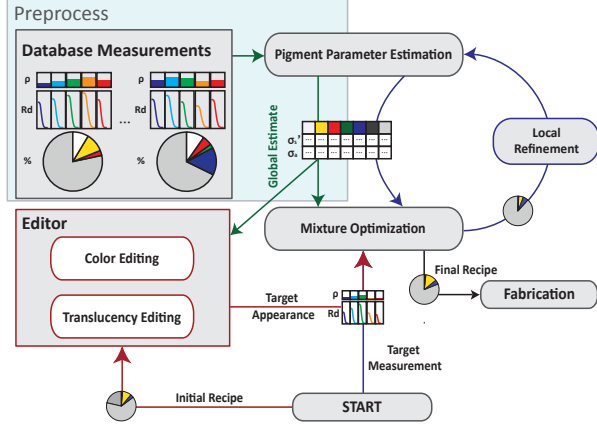 Preprocess
Database Measurements
ρ
Rd
...
%
ρ
Rd
%
Pigment Parameter Estimation
Global Estimate
σs'
σa
Local
Refinement
Mixture Optimization
Editor
Color Editing
Translucency Editing
Target
Appearance
ρ
Rd
Final Recipe
Fabrication
Target
Measurement
Initial Recipe
START